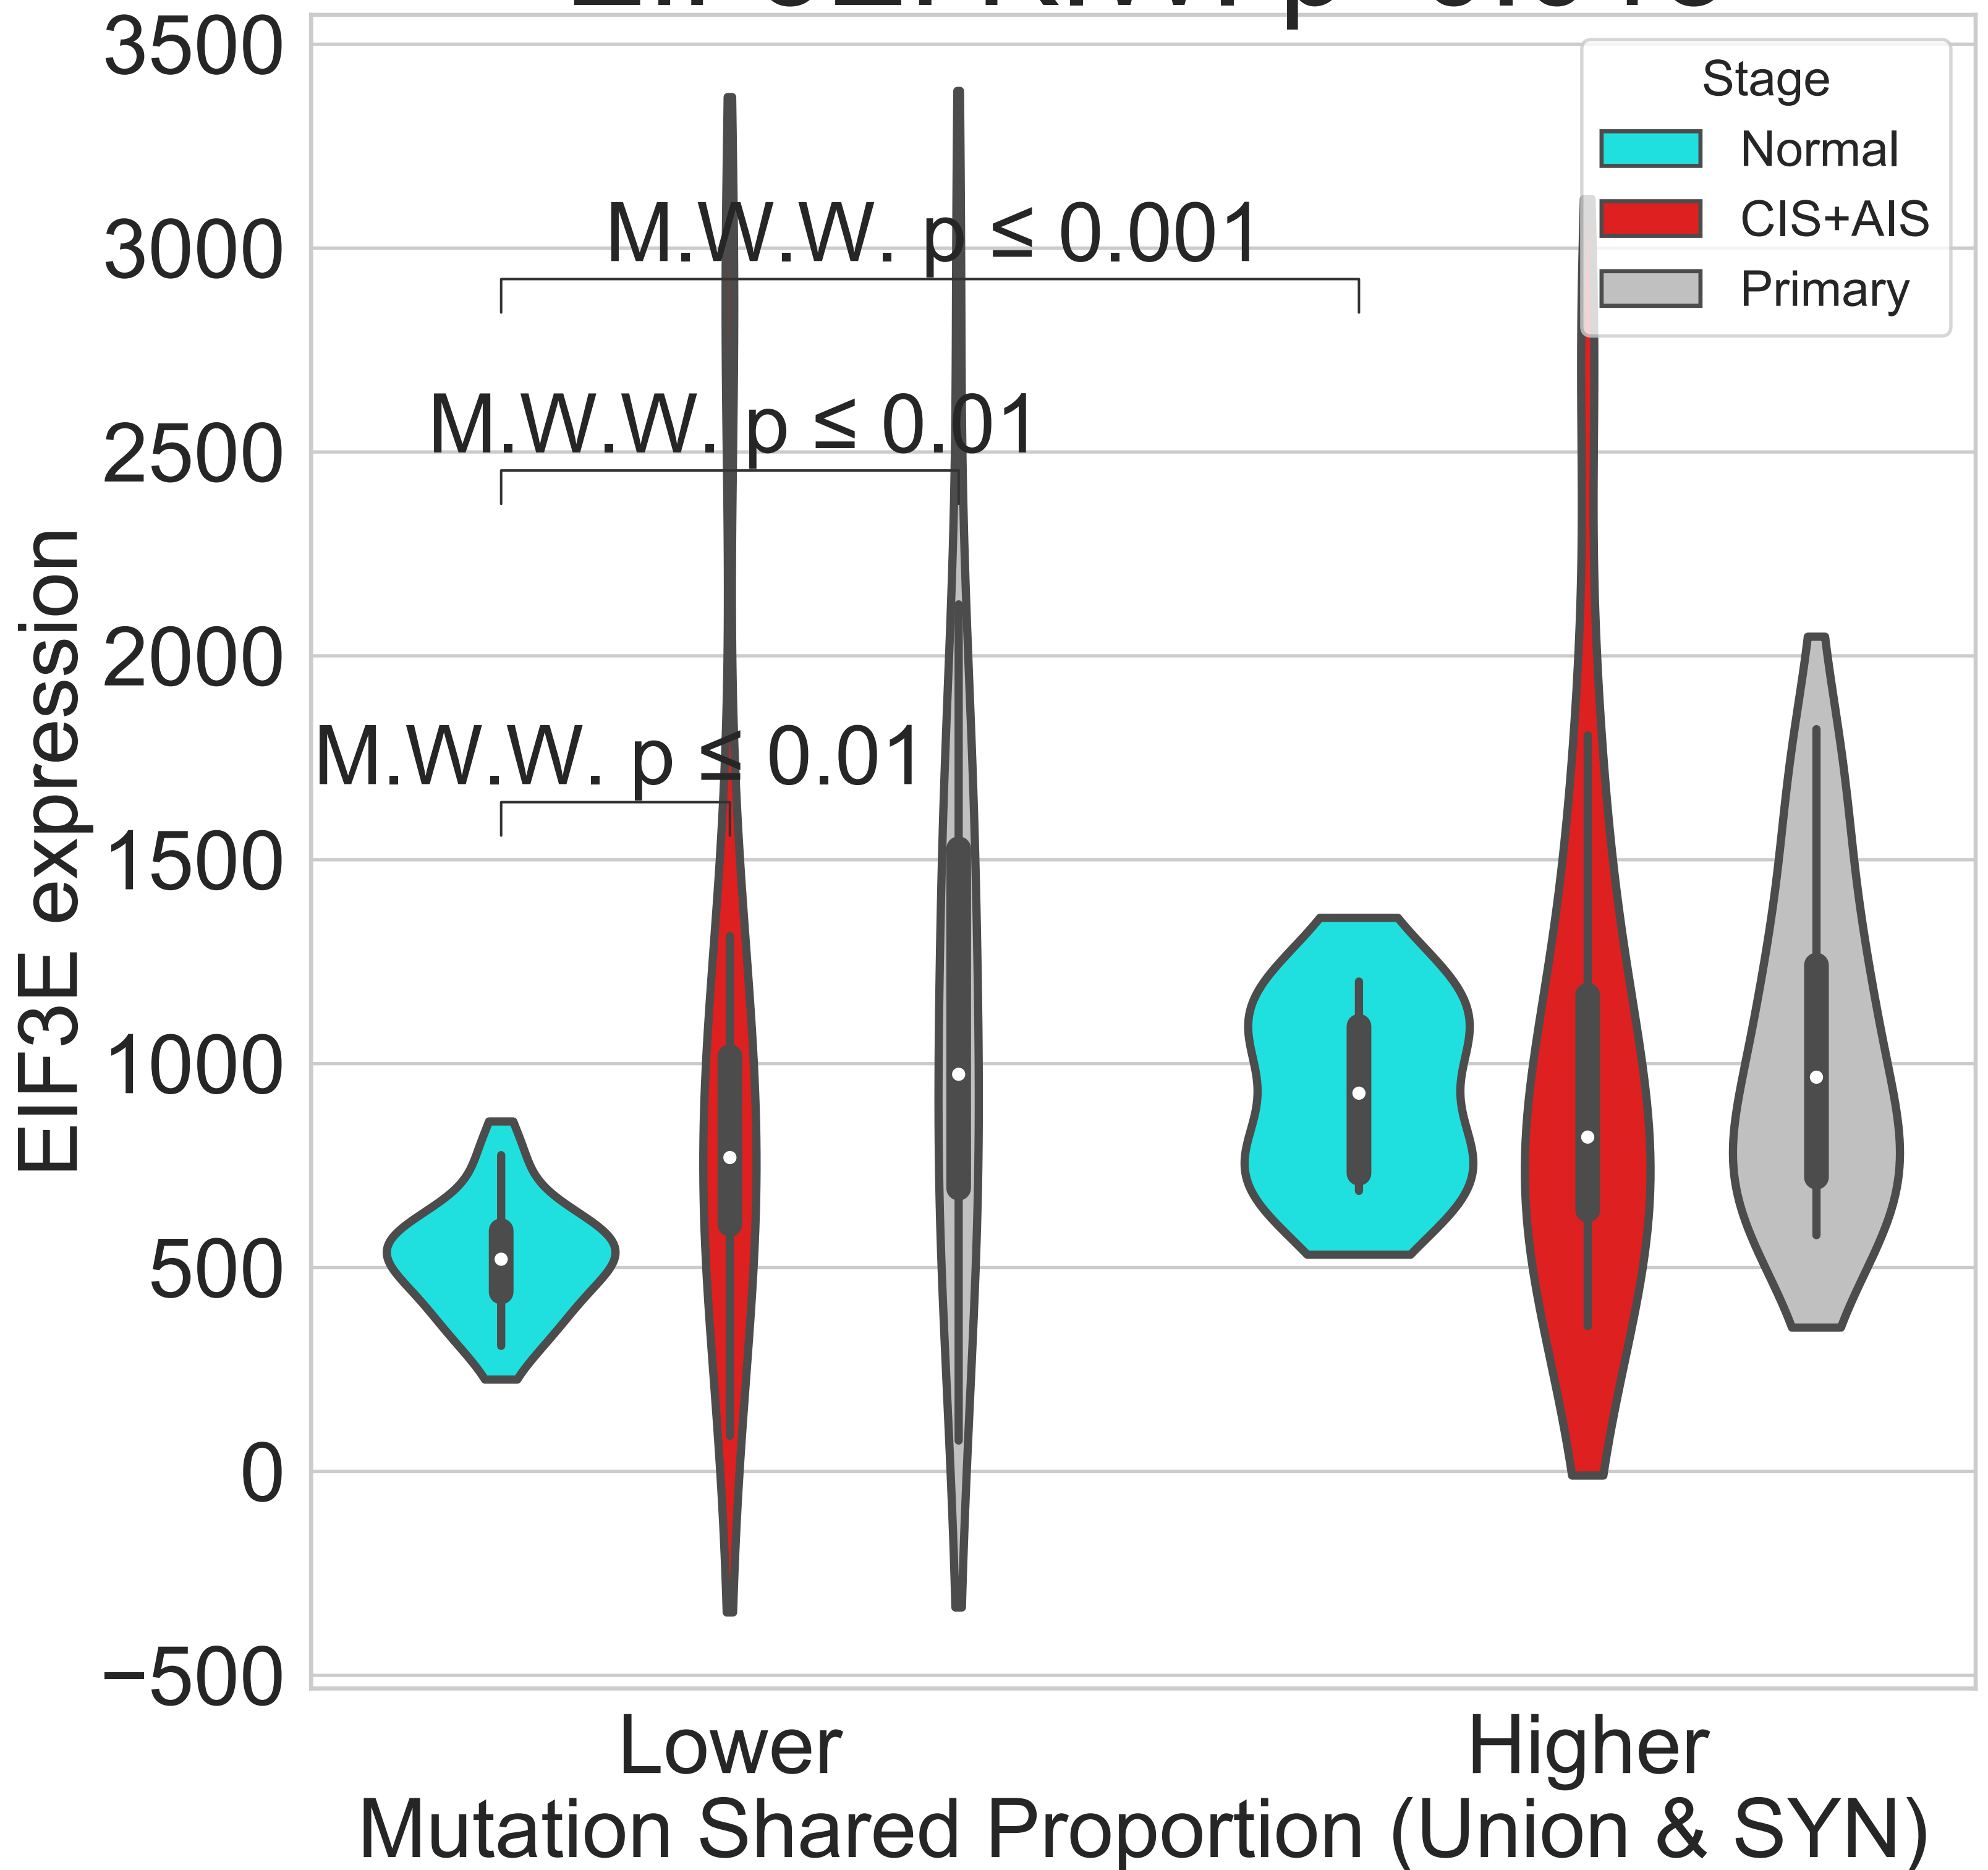 3500
3000
2500
2000
1500
1000
500
0
−500
EIF3E expression
Stage
Normal
CIS+AIS
Primary
M.W.W. p ≤ 0.001
M.W.W. p ≤ 0.01
M.W.W. p ≤ 0.01
Lower
Higher
Mutation Shared Proportion (Union & SYN)